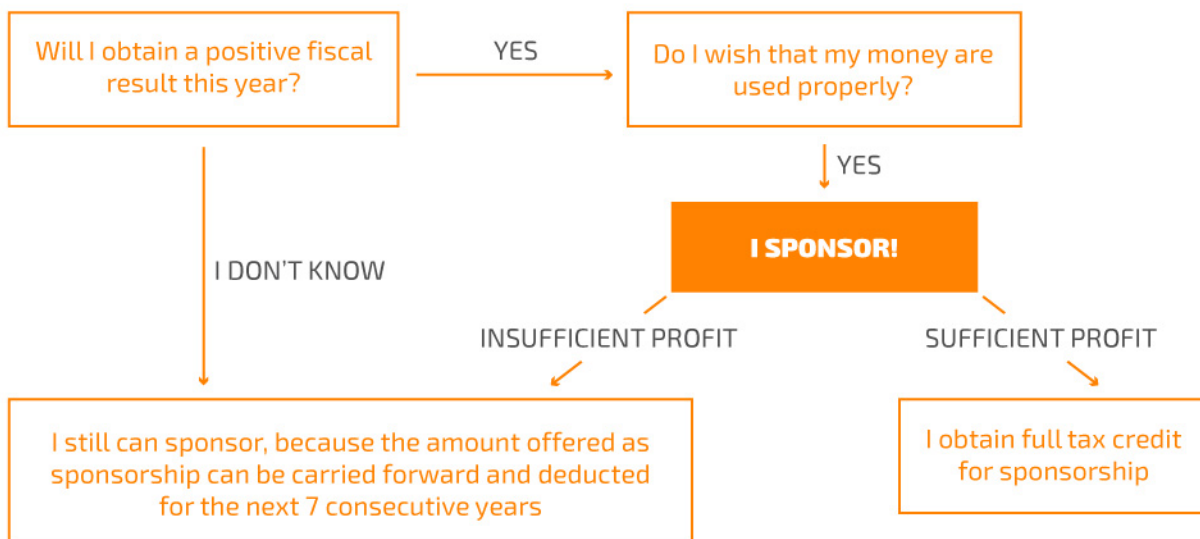 Will I obtain a positive fiscal
result this year?
YES
Do I wish that my money are
used properly?
YES
I SPONSOR!
I DON'T KNOW
INSUFFICIENT PROFIT
SUFFICIENT PROFIT
I still can sponsor, because the amount offered as
sponsorship can be carried forward and deducted
for the next 7 consecutive years
I obtain full tax credit
for sponsorship